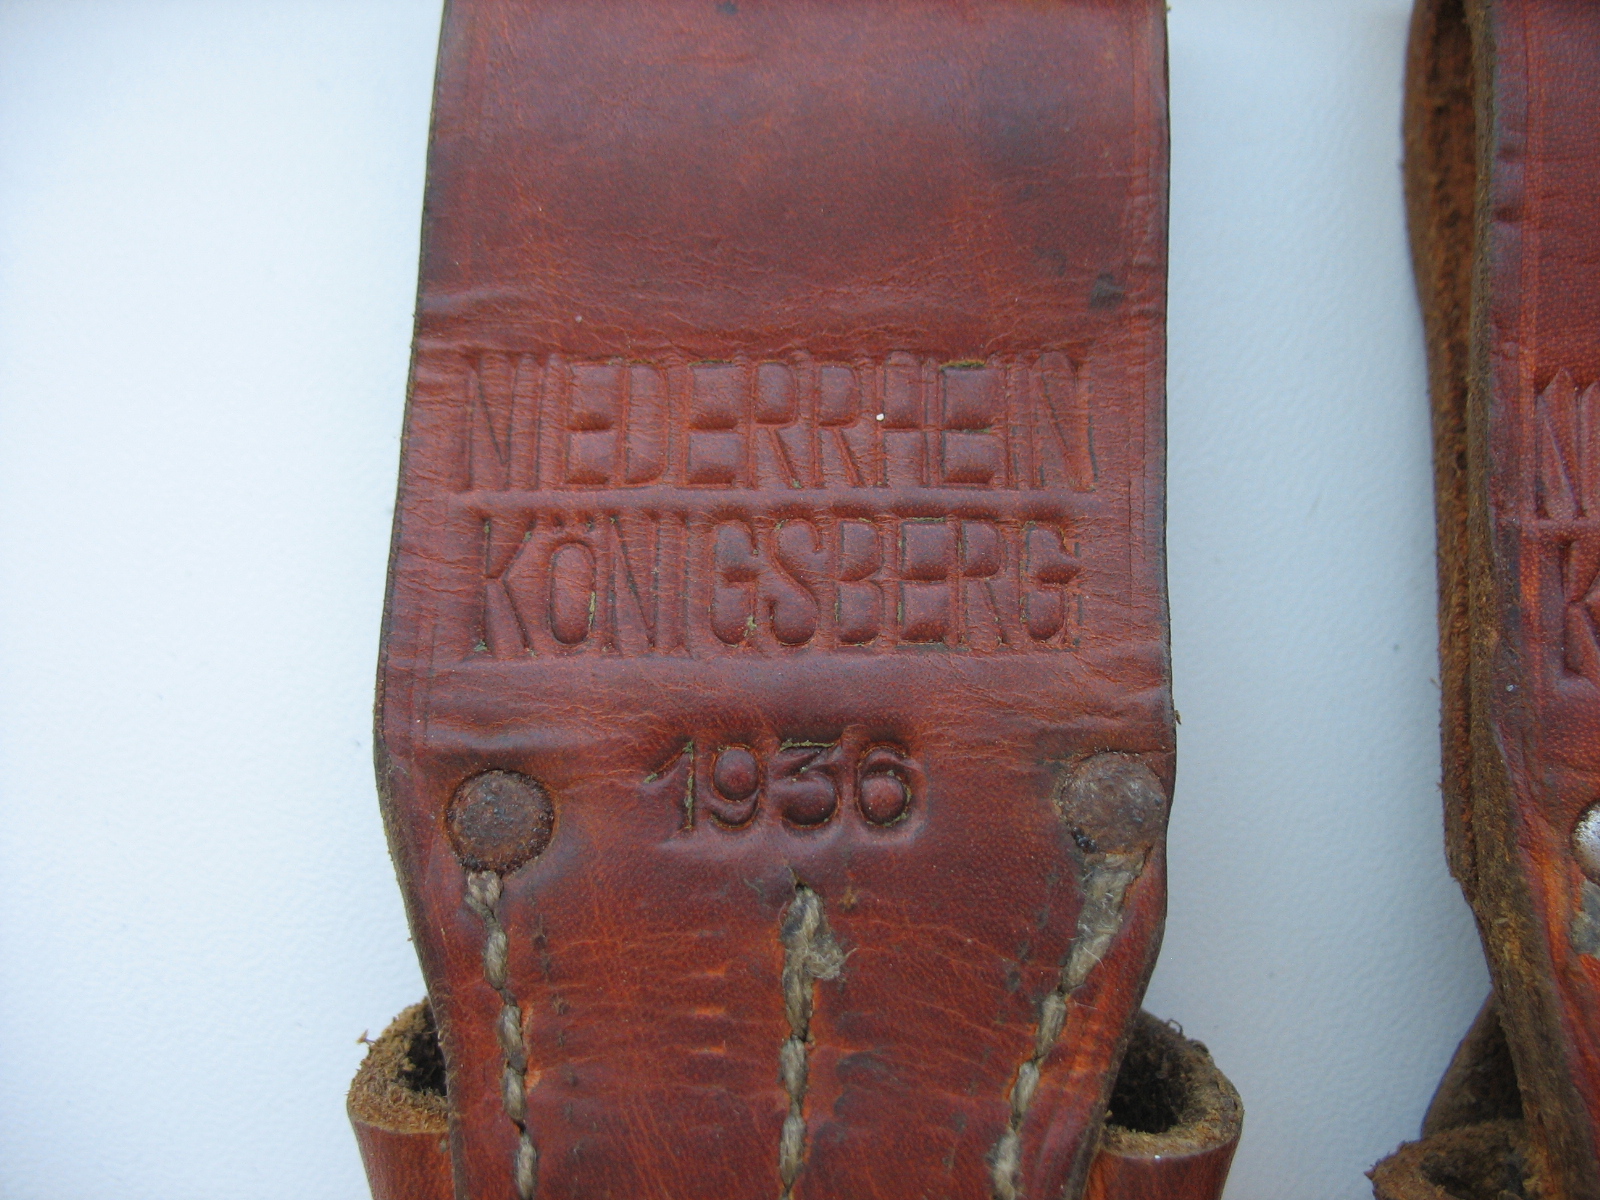 NIEDERRHEIN
KÖNIGSBERG
1936
N
K